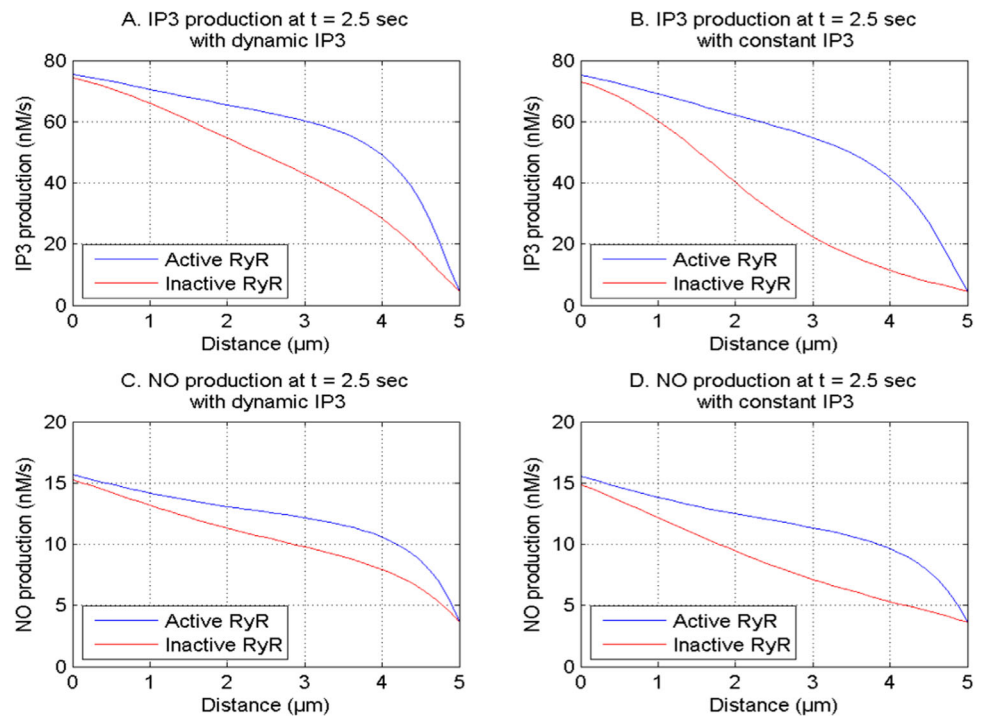 A. IP3 production at t = 2.5 sec
with dynamic IP3
IP3 production (nM/s)
80
60
40
20
0
Active RyR
Inactive RyR
0 1 2 3 4 5
Distance (µm)
B. IP3 production at t = 2.5 sec
with constant IP3
IP3 production (nM/s)
80
60
40
20
0
Active RyR
Inactive RyR
0 1 2 3 4 5
Distance (µm)
C. NO production at t = 2.5 sec
with dynamic IP3
NO production (nM/s)
20
15
10
5
0
Active RyR
Inactive RyR
0 1 2 3 4 5
Distance (µm)
D. NO production at t = 2.5 sec
with constant IP3
NO production (nM/s)
20
15
10
5
0
Active RyR
Inactive RyR
0 1 2 3 4 5
Distance (µm)